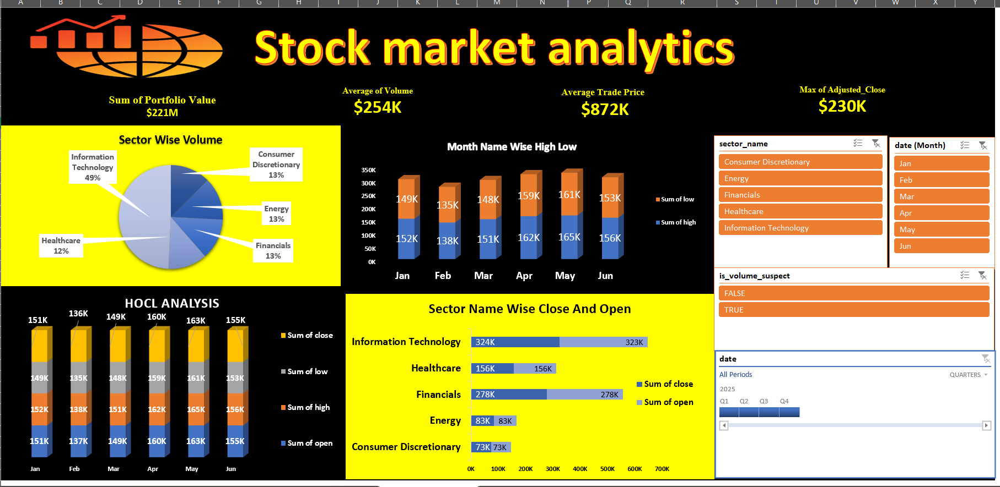 A B C D E F G H I J K L M N P Q R S T U V W X Y
Stock market analytics
Sum of Portfolio Value
$221M
Average of Volume
$254K
Average Trade Price
$872K
Max of Adjusted_Close
$230K
Sector Wise Volume
Information
Technology
49%
Consumer
Discretionary
13%
Energy
13%
Financials
13%
Healthcare
12%
Month Name Wise High Low
350K
300K
250K
200K
150K
100K
50K
0K
149K 135K 148K 159K 161K 153K
152K 138K 151K 162K 165K 156K
Jan Feb Mar Apr May Jun
Sum of low
Sum of high
sector_name
Consumer Discretionary
Energy
Financials
Healthcare
Information Technology
date (Month)
Jan
Feb
Mar
Apr
May
Jun
is_volume_suspect
FALSE
TRUE
HOCL ANALYSIS
151K 136K 149K 160K 163K 155K
149K 135K 148K 159K 161K 153K
152K 138K 151K 162K 165K 156K
151K 137K 149K 160K 163K 155K
Jan Feb Mar Apr May Jun
Sum of close
Sum of low
Sum of high
Sum of open
Sector Name Wise Close And Open
Information Technology 324K 323K
Healthcare 156K 156K
Financials 278K 278K
Energy 83K 83K
Consumer Discretionary 73K 73K
0K 100K 200K 300K 400K 500K 600K 700K
Sum of close
Sum of open
date
All Periods QUARTERS
2025
Q1 Q2 Q3 Q4